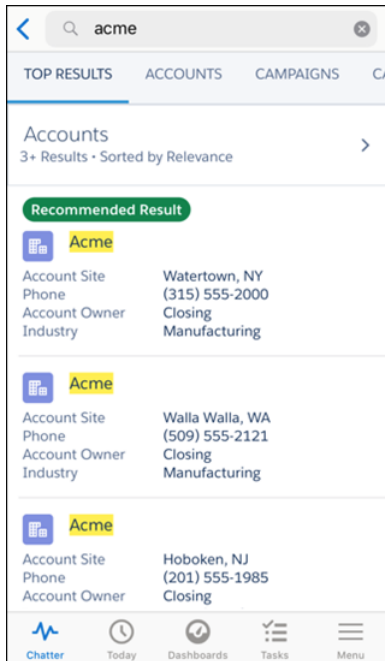 acme
TOP RESULTS ACCOUNTS CAMPAIGNS
Accounts
3+ Results • Sorted by Relevance
Recommended Result
Acme
Account Site Watertown, NY
Phone (315) 555-2000
Account Owner Closing
Industry Manufacturing
Acme
Account Site Walla Walla, WA
Phone (509) 555-2121
Account Owner Closing
Industry Manufacturing
Acme
Account Site Hoboken, NJ
Phone (201) 555-1985
Account Owner Closing
Chatter Today Dashboards Tasks Menu